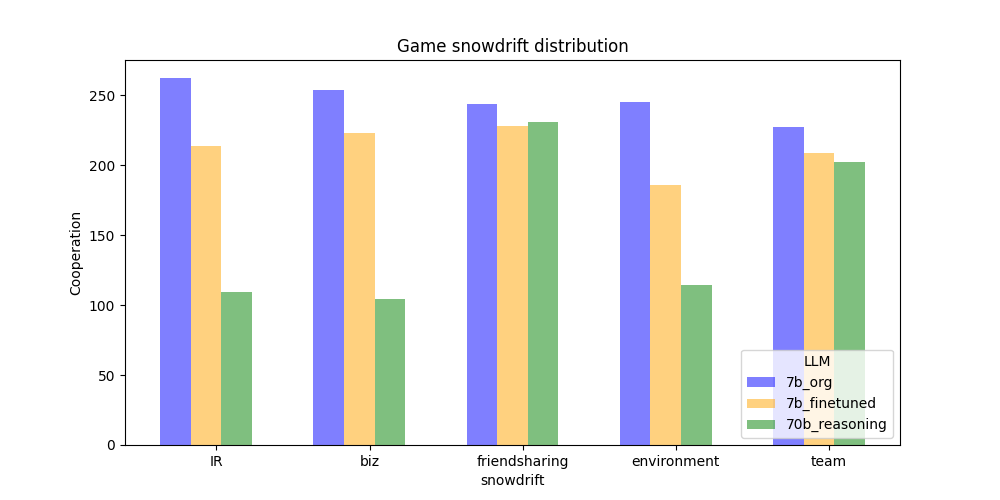 Game snowdrift distribution
Cooperation
250
200
150
100
50
0
IR biz friendsharing environment team
snowdrift
LLM
7b_org
7b_finetuned
70b_reasoning